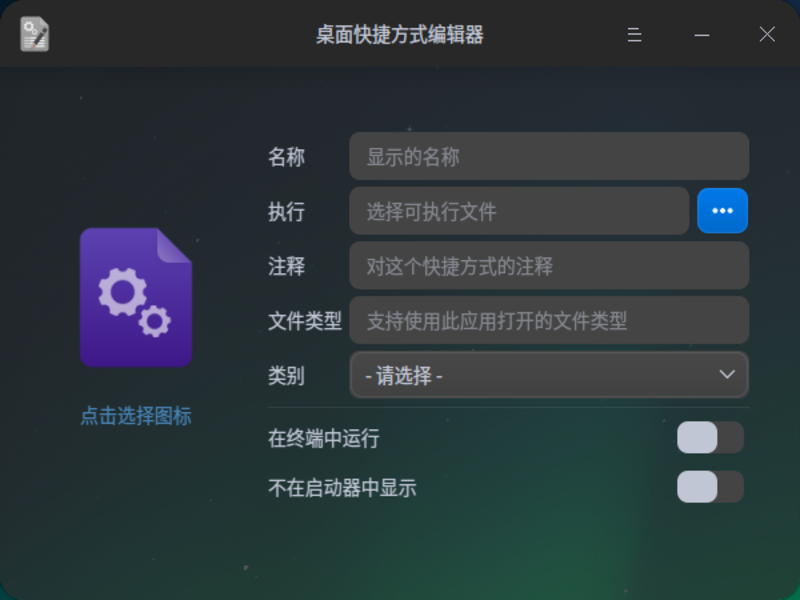 桌面快捷方式编辑器
名称 显示的名称
执行 选择可执行文件
注释 对这个快捷方式的注释
文件类型 支持使用此应用打开的文件类型
类别 - 请选择 -
点击选择图标
在终端中运行
不在启动器中显示